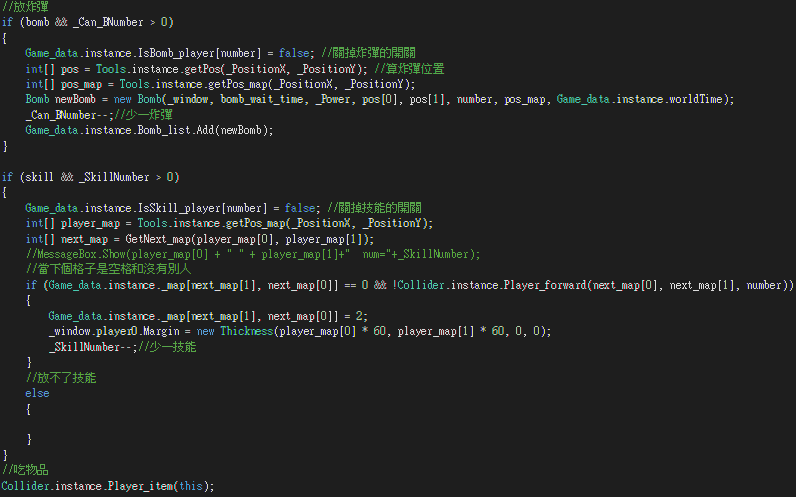 //放炸彈
if (bomb && _Can_BNumber > 0)
{
Game_data.instance.IsBomb_player[number] = false; //關掉炸彈的開關
int[] pos = Tools.instance.getPos(_PositionX, _PositionY); //算炸彈位置
int[] pos_map = Tools.instance.getPos_map(_PositionX, _PositionY);
Bomb newBomb = new Bomb(_window, bomb_wait_time, _Power, pos[0], pos[1], number, pos_map, Game_data.instance.worldTime);
_Can_BNumber--;//少一炸彈
Game_data.instance.Bomb_list.Add(newBomb);
}
if (skill && _SkillNumber > 0)
{
Game_data.instance.IsSkill_player[number] = false; //關掉技能的開關
int[] player_map = Tools.instance.getPos_map(_PositionX, _PositionY);
int[] next_map = GetNext_map(player_map[0], player_map[1]);
//MessageBox.Show(player_map[0] + " " + player_map[1]+"  num="+_SkillNumber);
//當下個格子是空格和沒有別人
if (Game_data.instance._map[next_map[1], next_map[0]] == 0 && !Collider.instance.Player_forward(next_map[0], next_map[1], number))
{
Game_data.instance._map[next_map[1], next_map[0]] = 2;
_window.player0.Margin = new Thickness(player_map[0] * 60, player_map[1] * 60, 0, 0);
_SkillNumber--;//少一技能
}
//放不了技能
else
{
}
}
//吃物品
Collider.instance.Player_item(this);